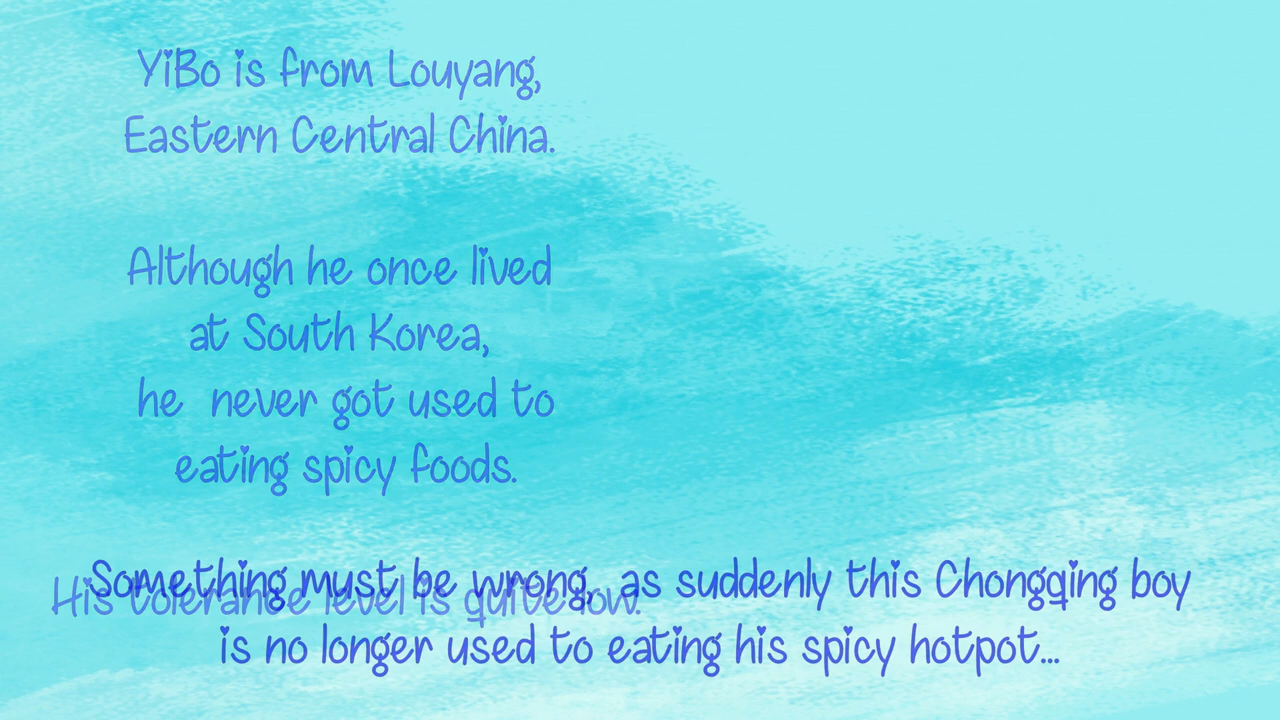 YiBo is from Louyang,
Eastern Central China.
Although he once lived
at South Korea,
he never got used to
eating spicy foods.
His tolerance level is quite low.
Something must be wrong, as suddenly this Chongqing boy
is no longer used to eating his spicy hotpot...